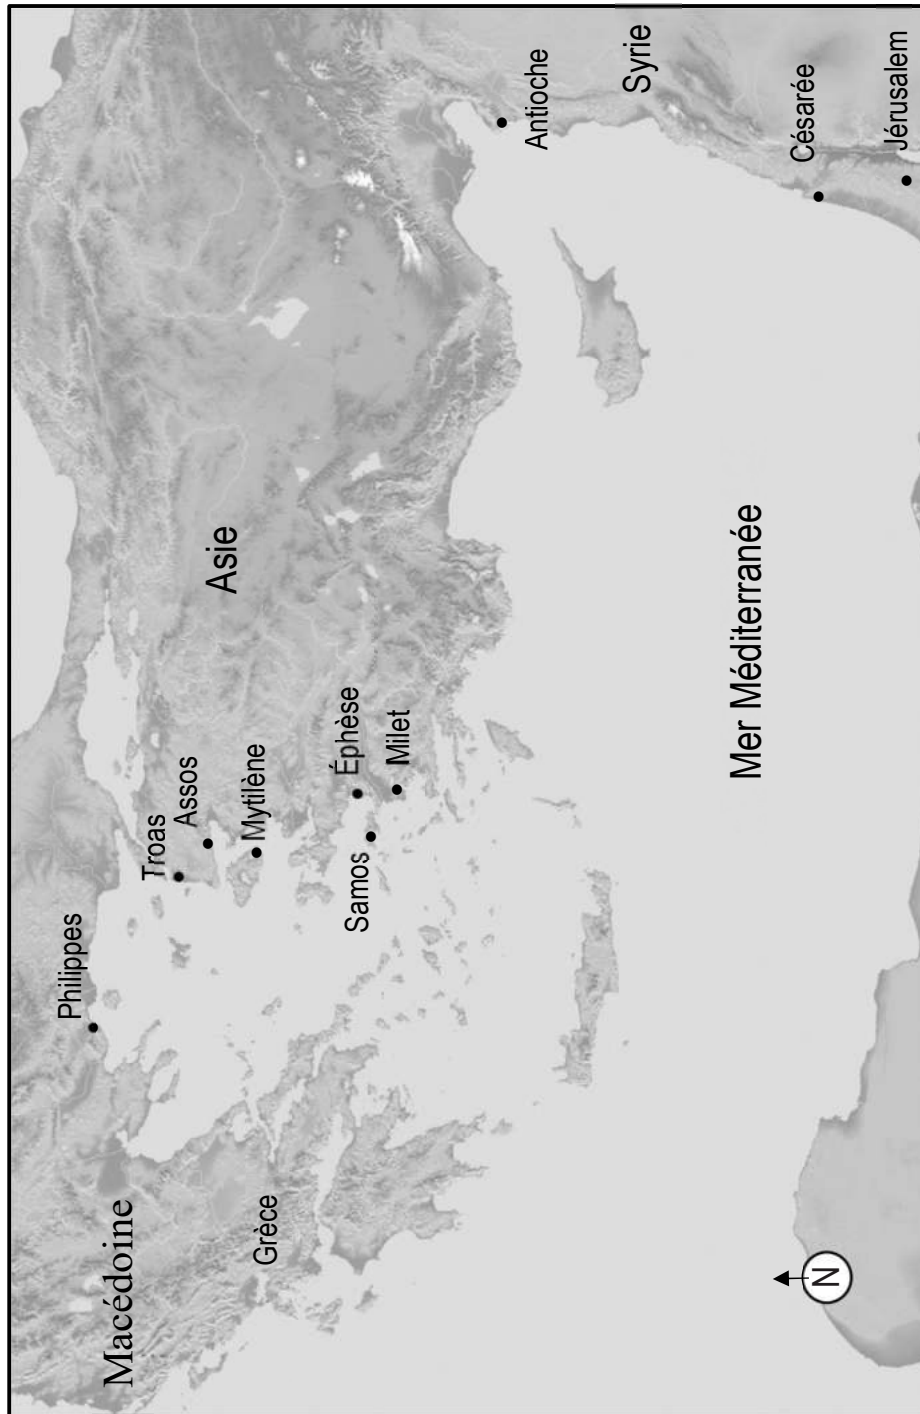 Philippes
Macédoine
Troas
Assos
Asie
Mytilène
Grèce
Éphèse
Samos
Milet
Antioche
Syrie
Mer Méditerranée
Césarée
N
Jérusalem